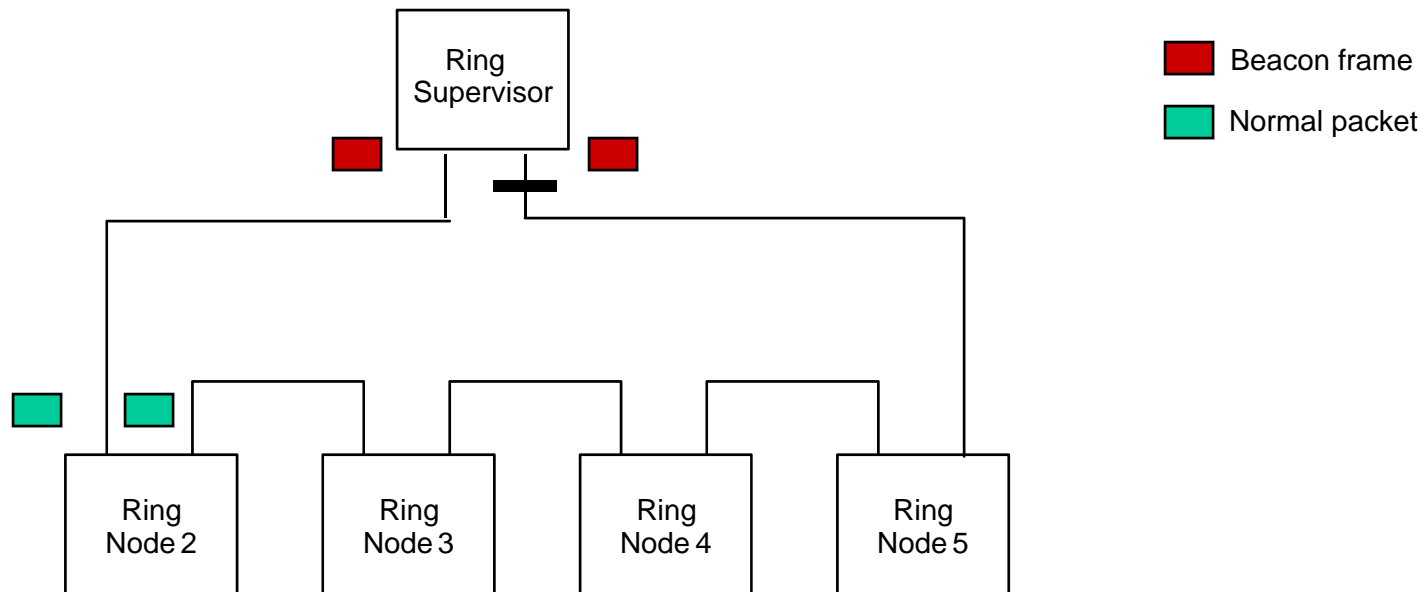 Ring
Supervisor
Beacon frame
Normal packet
Ring
Node 2
Ring
Node 3
Ring
Node 4
Ring
Node 5